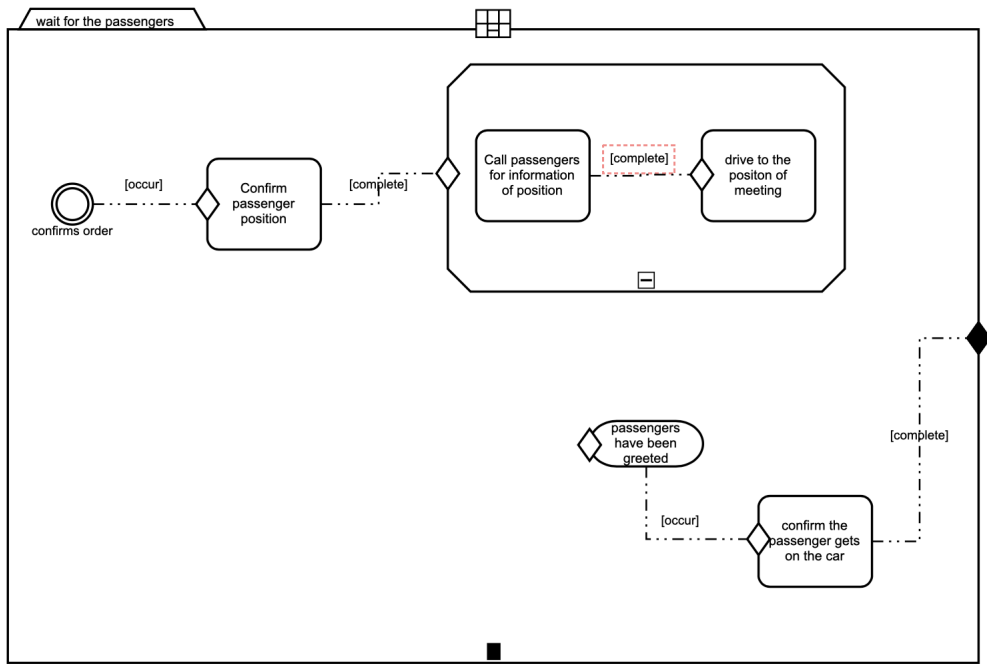 wait for the passengers
[occur]
confirms order
Confirm
passenger
position
[complete]
Call passengers
for information
of position
[complete]
drive to the
positon of
meeting
passengers
have been
greeted
[occur]
confirm the
passenger gets
on the car
[complete]